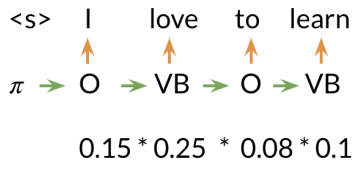 <s> I love to learn
π O VB O VB
0.15 * 0.25 * 0.08 * 0.1